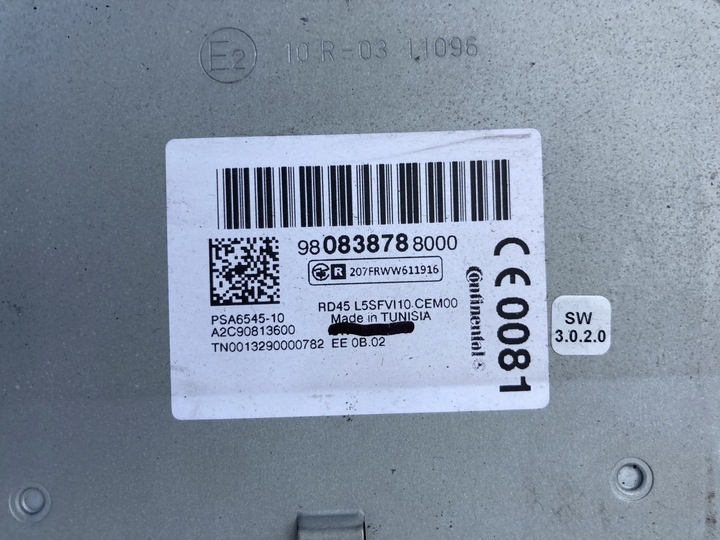 E2 10 R-03 11096
98 083878 8000
R 207FRWW611916
RD45 L5SFVI10 CEM00
Made in TUNISIA
PSA6545-10
A2C90813600
TN0013290000782 EE 0B.02
Continental
CE 0081
SW
3.0.2.0